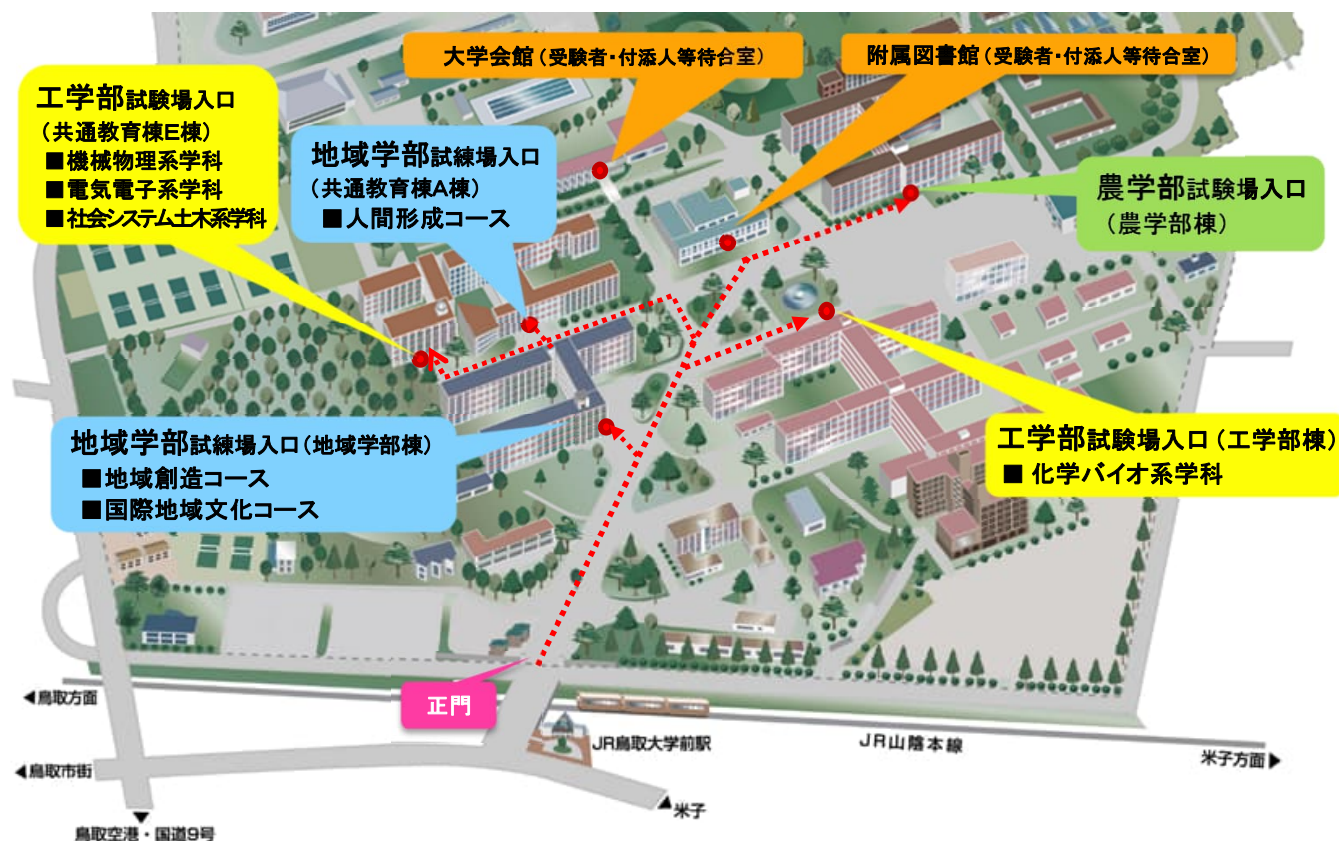 大学会館(受験者・付添人等待合室)
附属図書館(受験者・付添人等待合室)
工学部試験場入口
(共通教育棟E棟)
■機械物理系学科
■電気電子系学科
■社会システム土木系学科
地域学部試練場入口
(共通教育棟A棟)
■人間形成コース
農学部試験場入口
(農学部棟)
地域学部試練場入口(地域学部棟)
■地域創造コース
■国際地域文化コース
工学部試験場入口(工学部棟)
■ 化学バイオ系学科
正門
◀鳥取方面
JR鳥取大学前駅
JR山陰本線
米子方面▶
◀鳥取市街
▲米子
▼
鳥取空港・国道9号